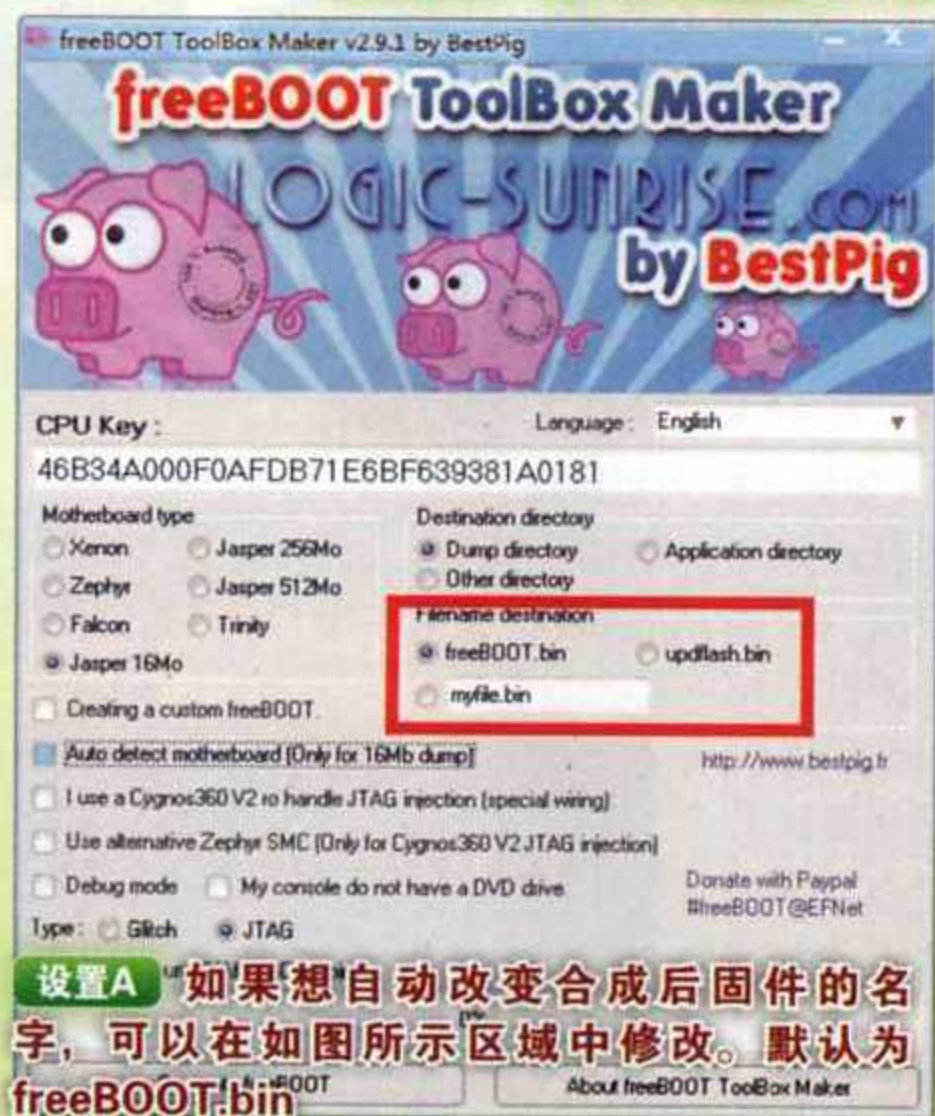 freeBOOT ToolBox Maker v2.9.1 by BestPig
freeBOOT ToolBox Maker
LOGIC-SUNRISE.COM
by BestPig
CPU Key :
Language : English
46B34A000F0AFDB71E6BF639381A0181
Motherboard type
Xenon
Jasper 256Mo
Zephyr
Jasper 512Mo
Falcon
Trinity
Jasper 16Mo
Destination directory
Dump directory
Application directory
Other directory
Filename destination
freeBOOT.bin
updflash.bin
myfile.bin
Creating a custom freeBOOT.
Auto detect motherboard (Only for 16Mb dump)
http://www.bestpig.fr
I use a Cygnos360 V2 ro handle JTAG injection (special wiring)
Use alternative Zephyr SMC (Only for Cygnos360 V2 JTAG injection)
Debug mode
My console do not have a DVD drive
Donate with Paypal
#freeBOOT@EFNet
Type :
Glitch
JTAG
设置A 如果想自动改变合成后固件的名
字，可以在如图所示区域中修改。默认为
freeBOOT.bin
About freeBOOT ToolBox Maker